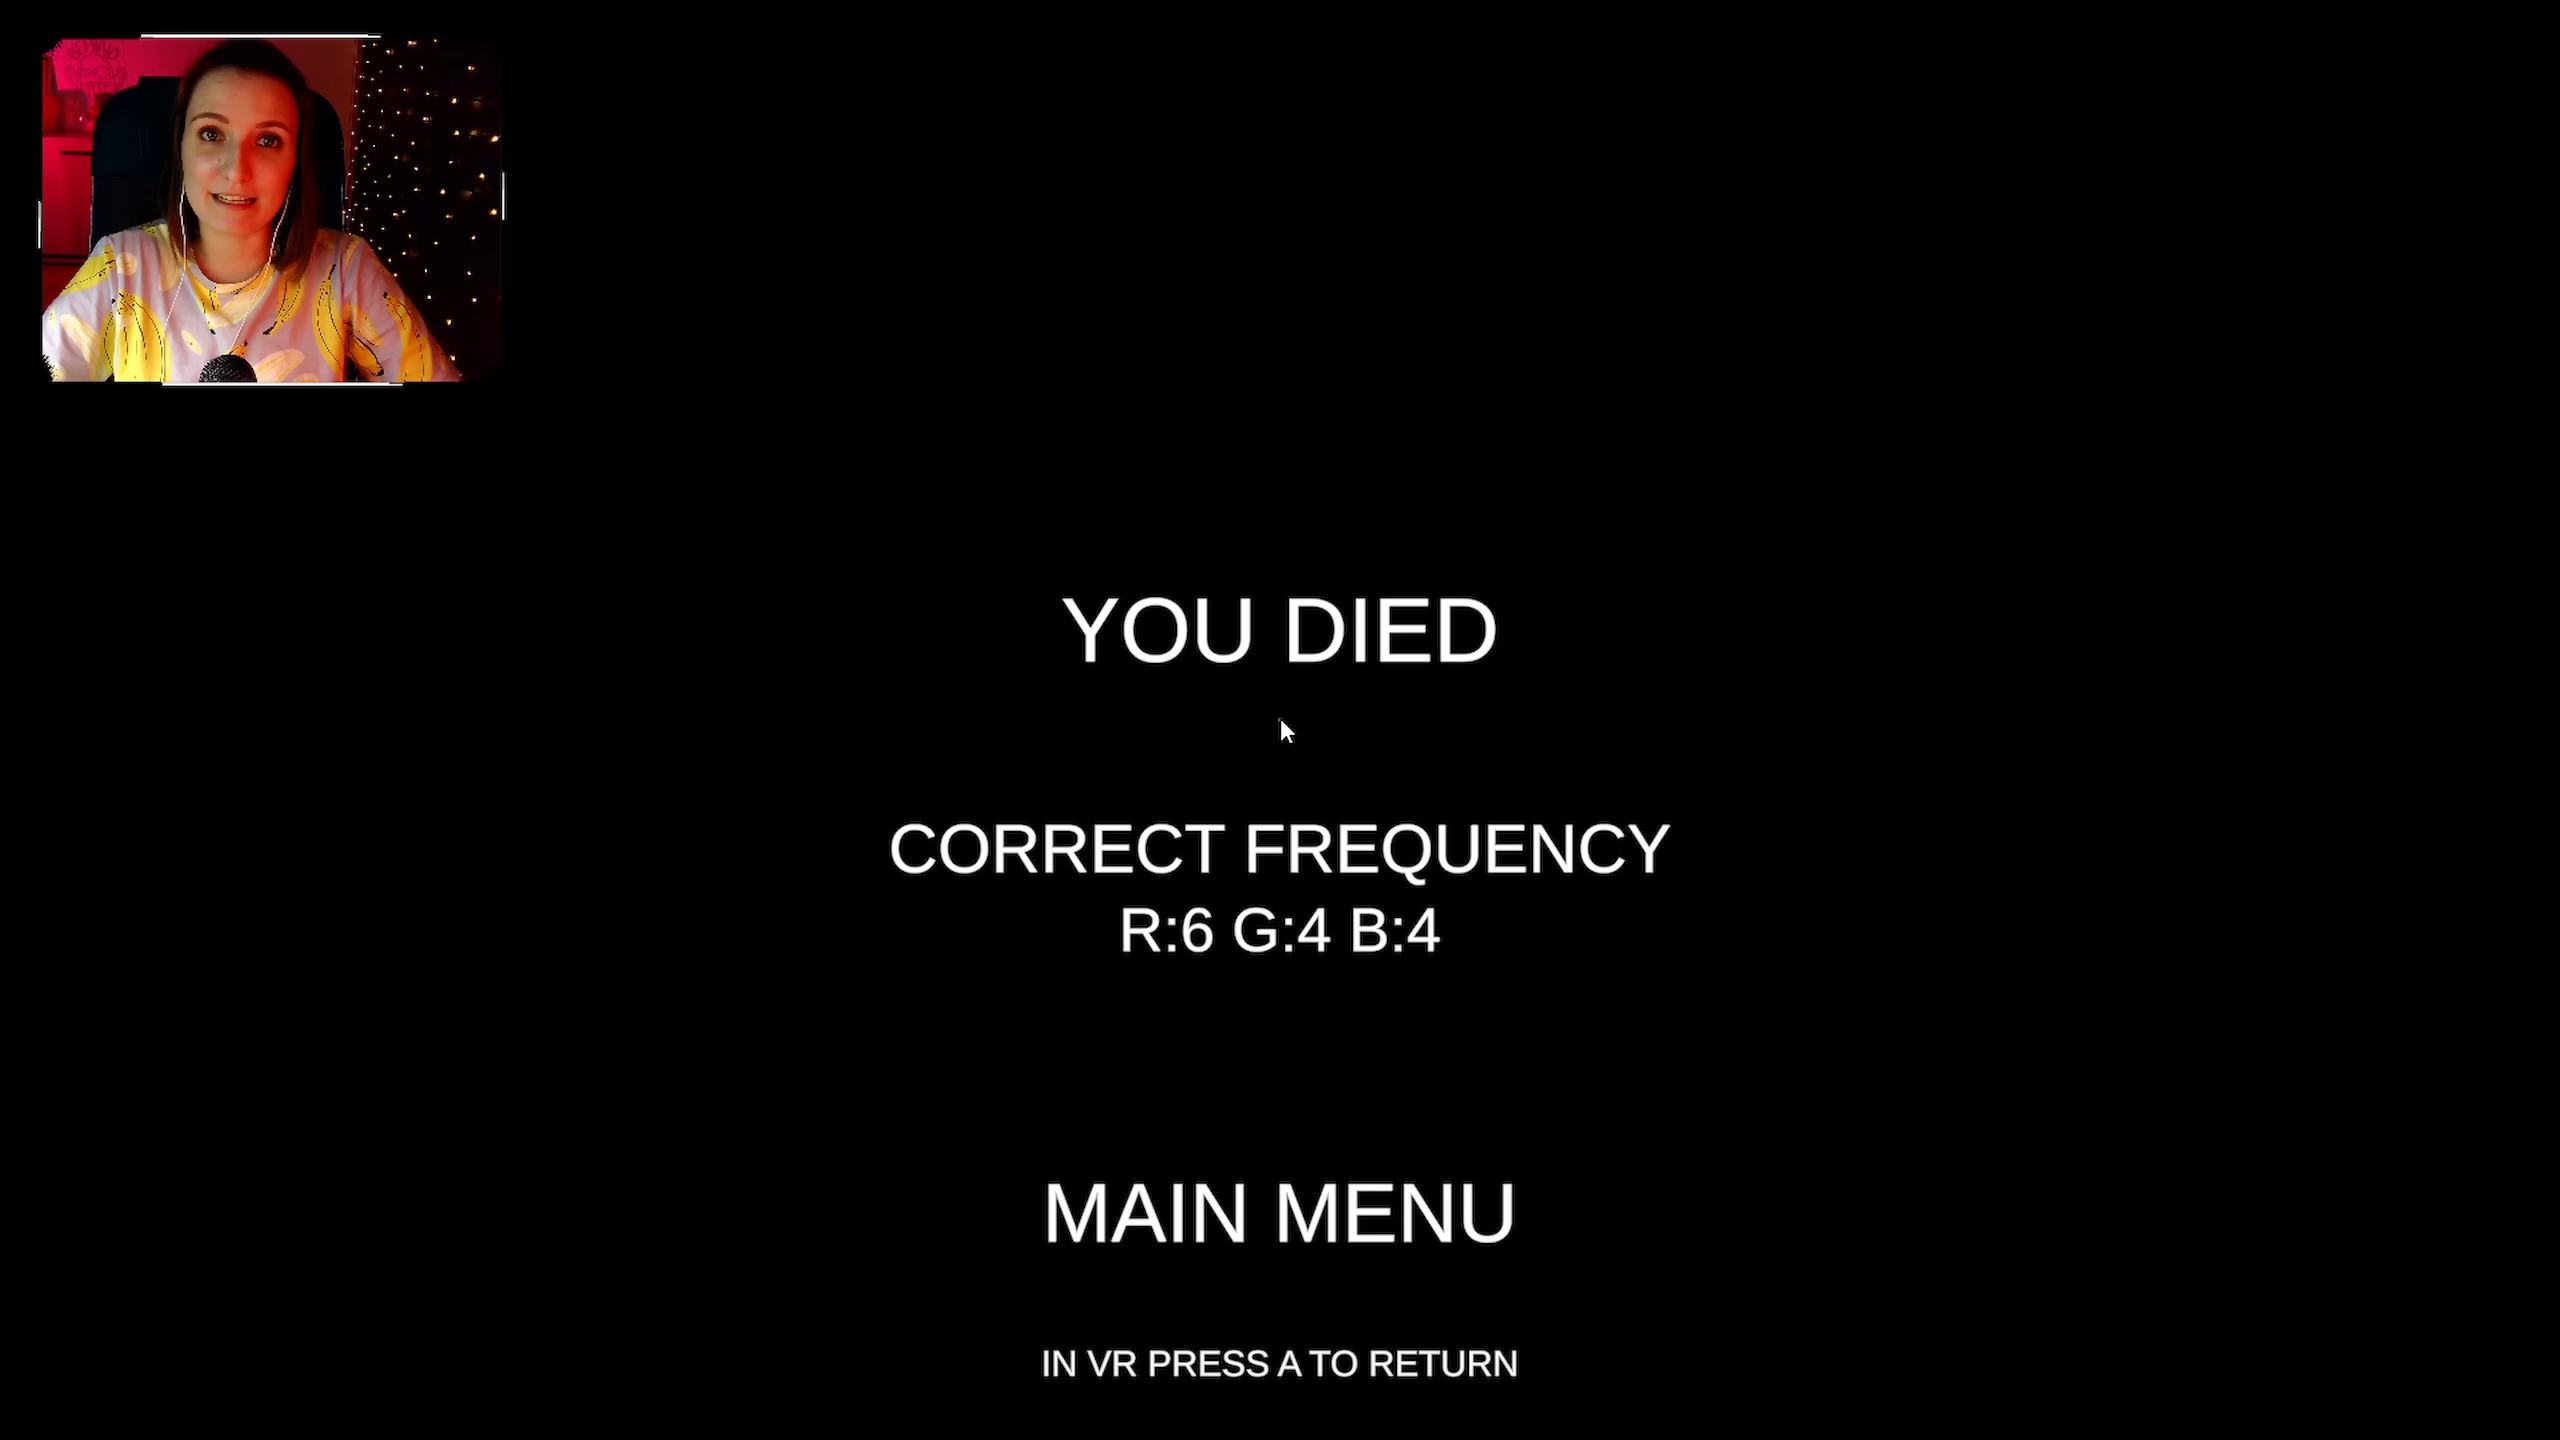 YOU DIED
CORRECT FREQUENCY
R:6 G:4 B:4
MAIN MENU
IN VR PRESS A TO RETURN